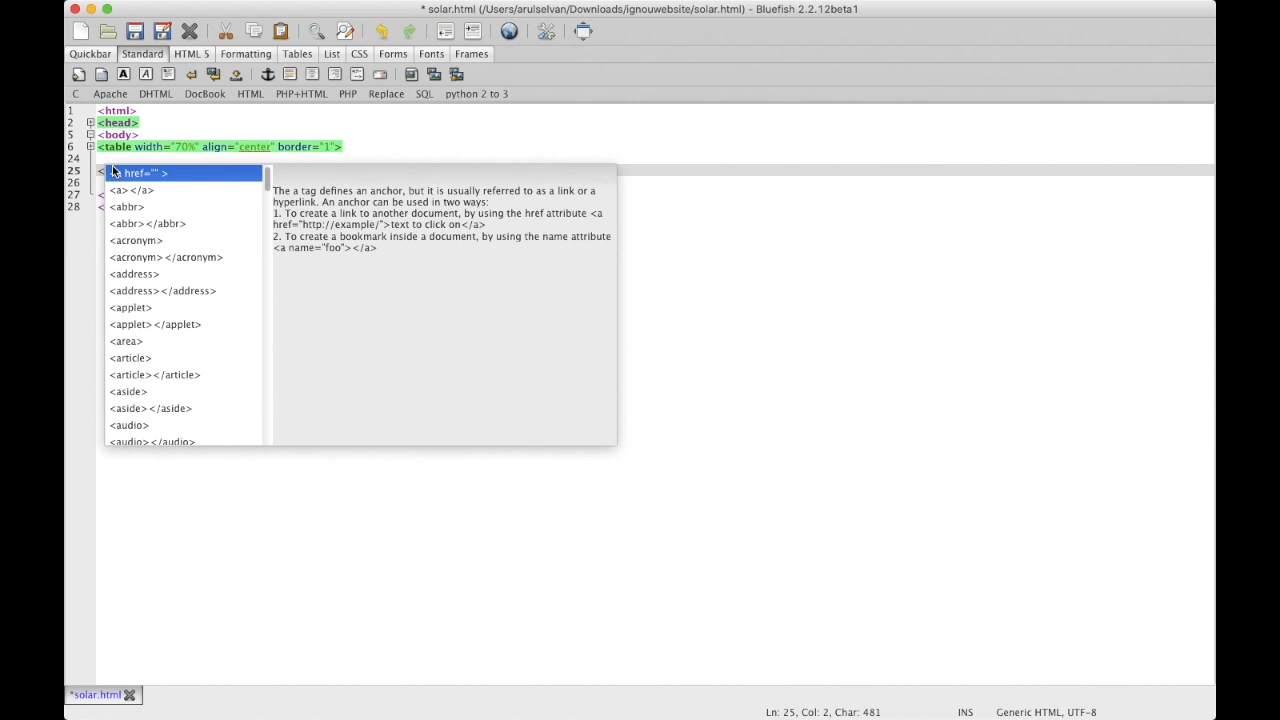 * solar.html (/Users/arulselvan/Downloads/ignouwebsite/solar.html) - Bluefish 2.2.12beta1
Quickbar Standard HTML 5 Formatting Tables List CSS Forms Fonts Frames
A A
C Apache DHTML DocBook HTML PHP+HTML PHP Replace SQL python 2 to 3
1 <html>
2 <head>
5 <body>
6 <table width="70%" align="center" border="1">
24
25 <
26
27 <
28 <
href="" >
<a></a>
<abbr>
<abbr></abbr>
<acronym>
<acronym></acronym>
<address>
<address></address>
<applet>
<applet></applet>
<area>
<article>
<article></article>
<aside>
<aside></aside>
<audio>
<audio></audio>
The a tag defines an anchor, but it is usually referred to as a link or a
hyperlink. An anchor can be used in two ways:
1. To create a link to another document, by using the href attribute <a
href="http://example/">text to click on</a>
2. To create a bookmark inside a document, by using the name attribute
<a name="foo"></a>
*solar.html
Ln: 25, Col: 2, Char: 481 INS Generic HTML, UTF-8